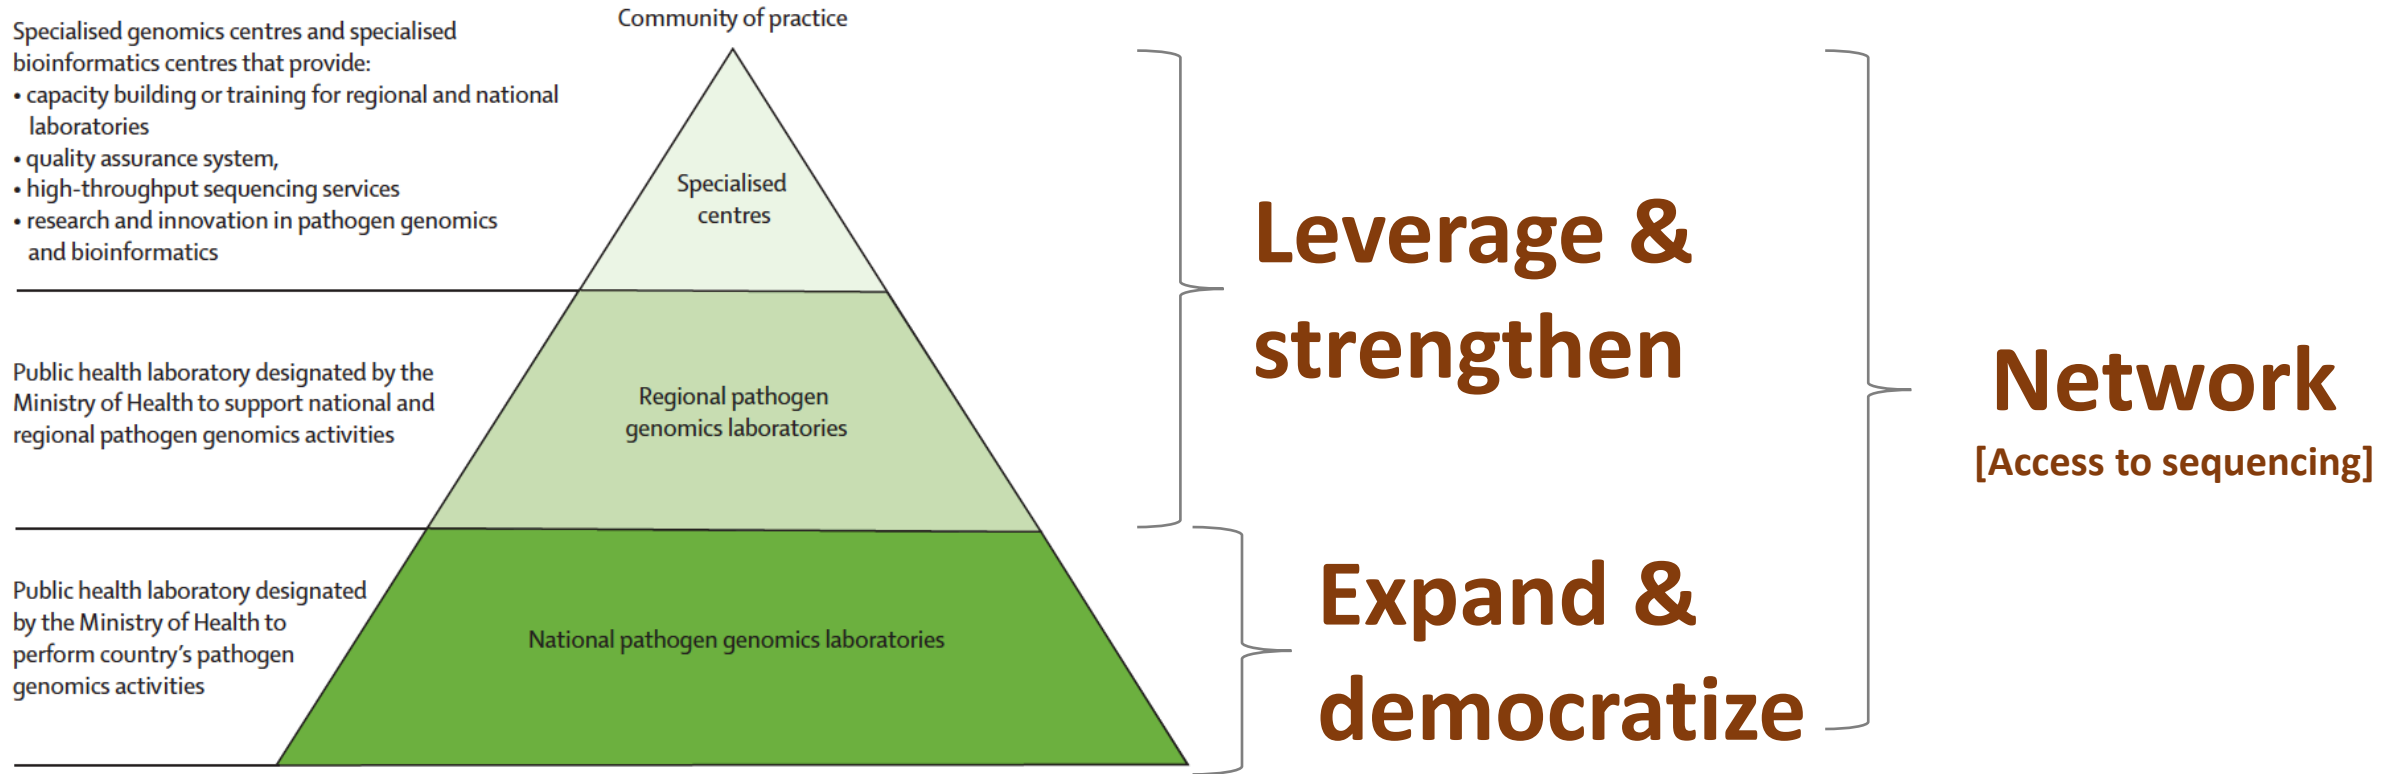 Community of practice
Specialised genomics centres and specialised
bioinformatics centres that provide:
• capacity building or training for regional and national
laboratories
• quality assurance system,
• high-throughput sequencing services
• research and innovation in pathogen genomics
and bioinformatics
Specialised
centres
Public health laboratory designated by the
Ministry of Health to support national and
regional pathogen genomics activities
Regional pathogen
genomics laboratories
Public health laboratory designated
by the Ministry of Health to
perform country’s pathogen
genomics activities
National pathogen genomics laboratories
Leverage &
strengthen
Expand &
democratize
Network
[Access to sequencing]